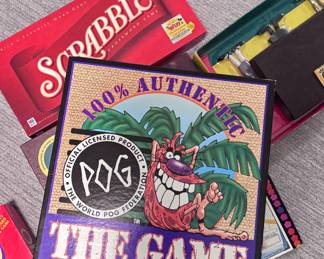 SCRABBLE
100% AUTHENTIC
OFFICIAL LICENSED PRODUCT
POG
THE WORLD POG FEDERATION
THE GAME